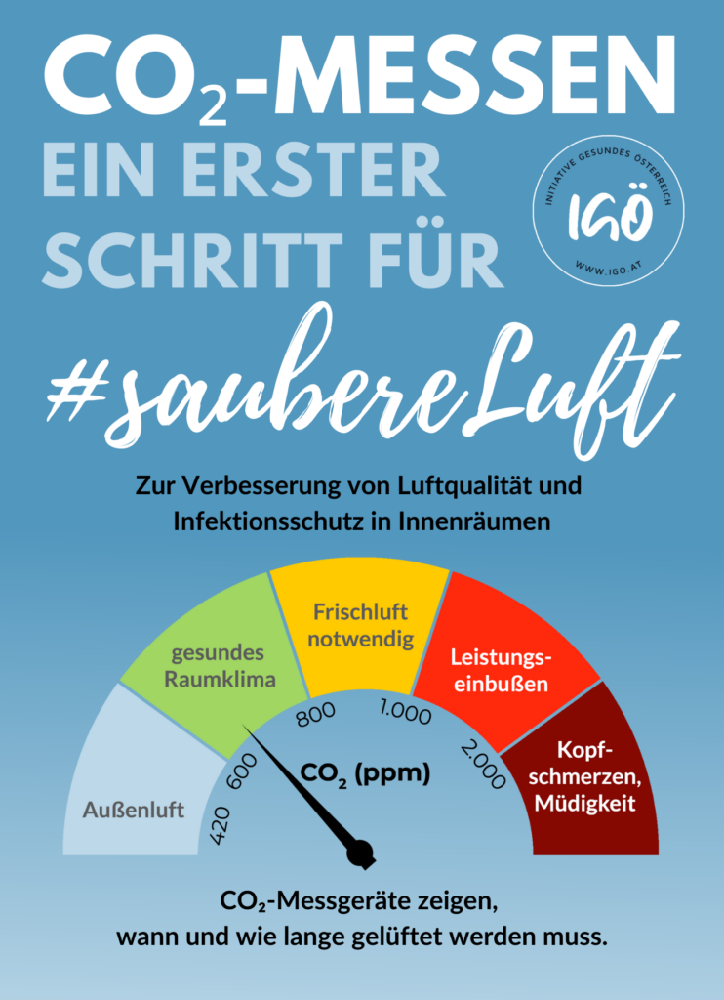 CO₂-MESSEN
EIN ERSTER
SCHRITT FÜR
INITIATIVE GESUNDES ÖSTERREICH
IGÖ
WWW.IGO.AT
#saubereLuft
Zur Verbesserung von Luftqualität und
Infektionsschutz in Innenräumen
Außenluft
gesundes
Raumklima
Frischluft
notwendig
Leistungs-
einbußen
Kopf-
schmerzen,
Müdigkeit
420
600
800
1.000
2.000
CO₂ (ppm)
CO₂-Messgeräte zeigen,
wann und wie lange gelüftet werden muss.